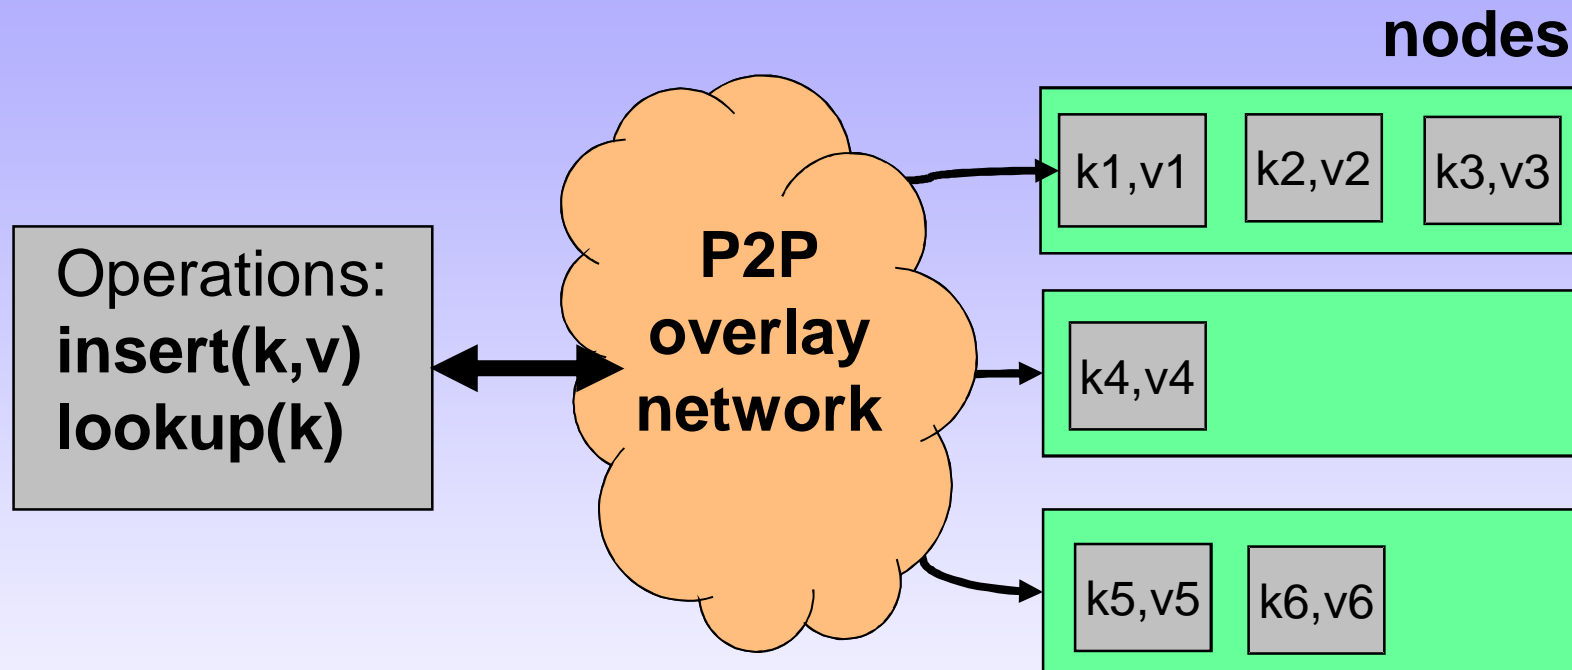 nodes
Operations:
insert(k,v)
lookup(k)
P2P
overlay
network
k1,v1
k2,v2
k3,v3
k4,v4
k5,v5
k6,v6